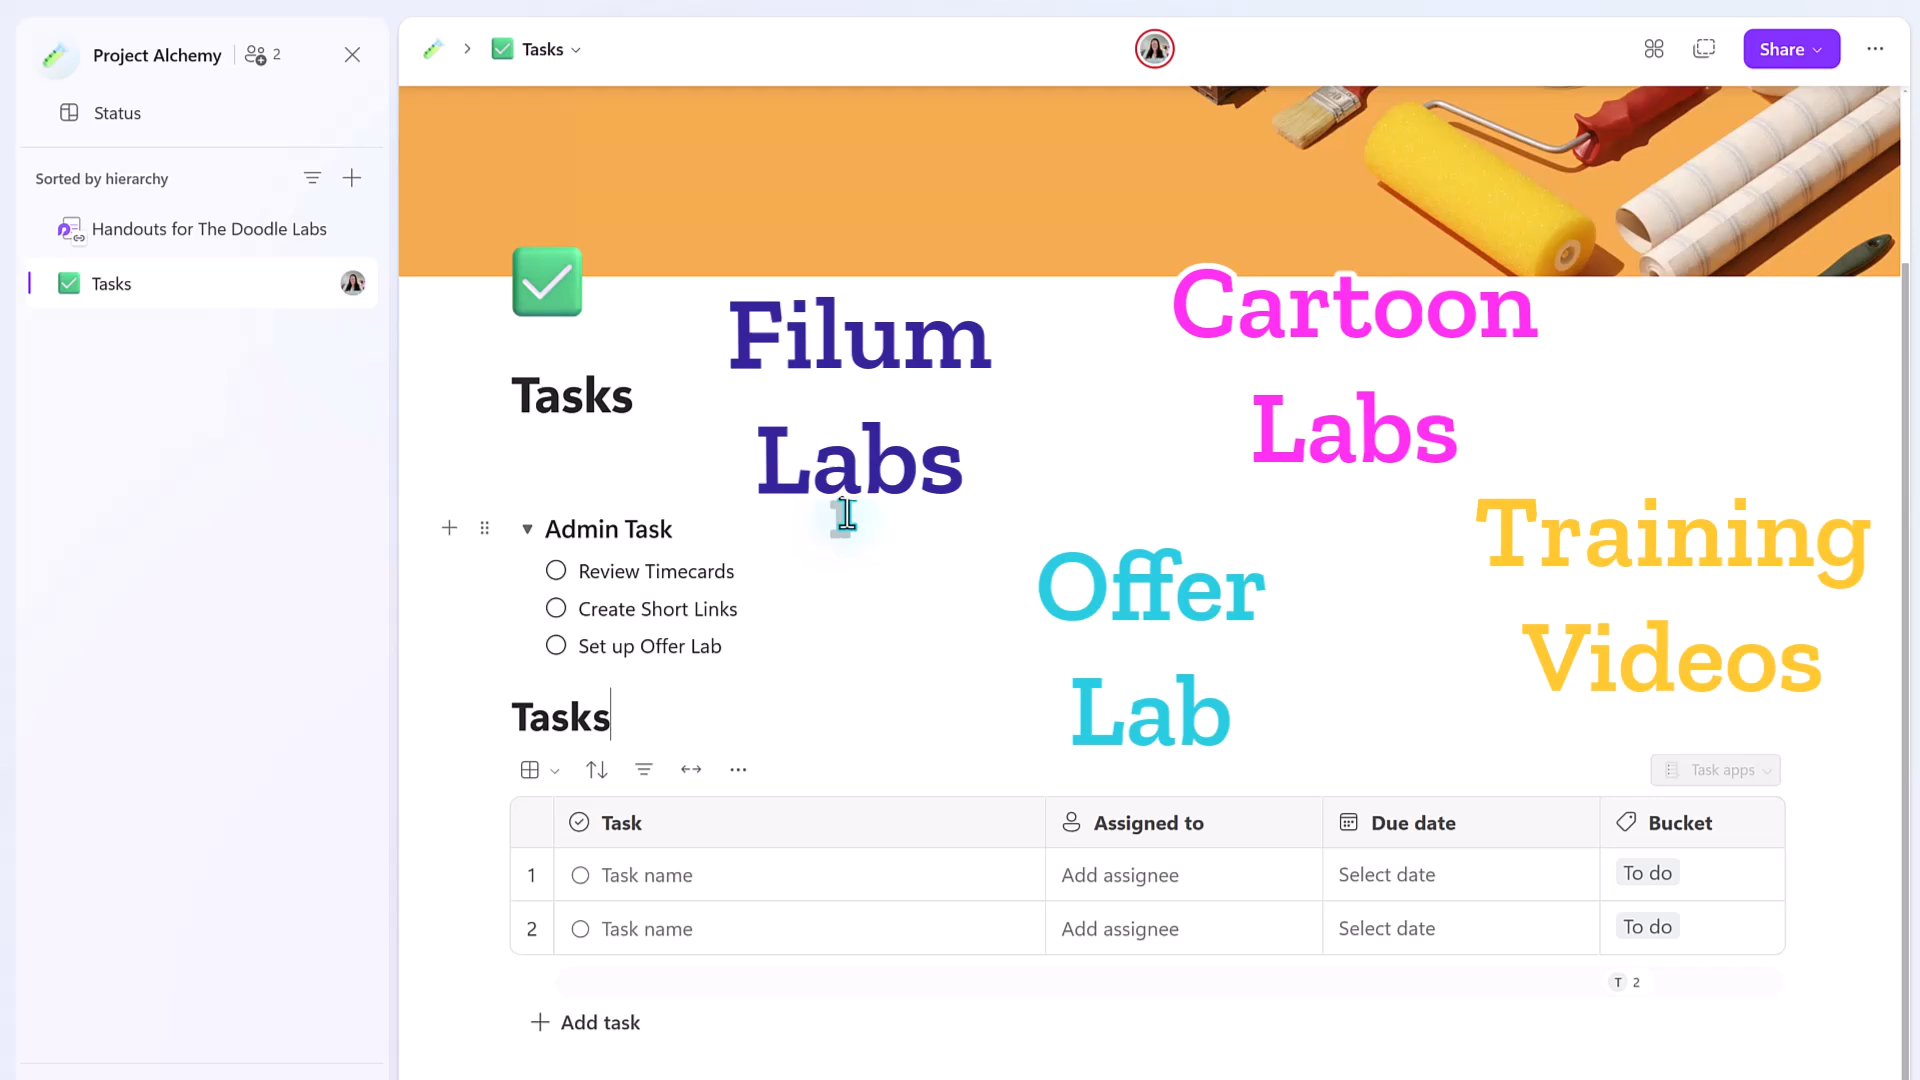 Project Alchemy
2
Tasks
Share
Status
Sorted by hierarchy
Handouts for The Doodle Labs
Tasks
Filum
Labs
Cartoon
Labs
Training
Videos
Offer
Lab
Tasks
Admin Task
Review Timecards
Create Short Links
Set up Offer Lab
Tasks
Task apps
Task Assigned to Due date Bucket
1 Task name Add assignee Select date To do
2 Task name Add assignee Select date To do
T 2
Add task